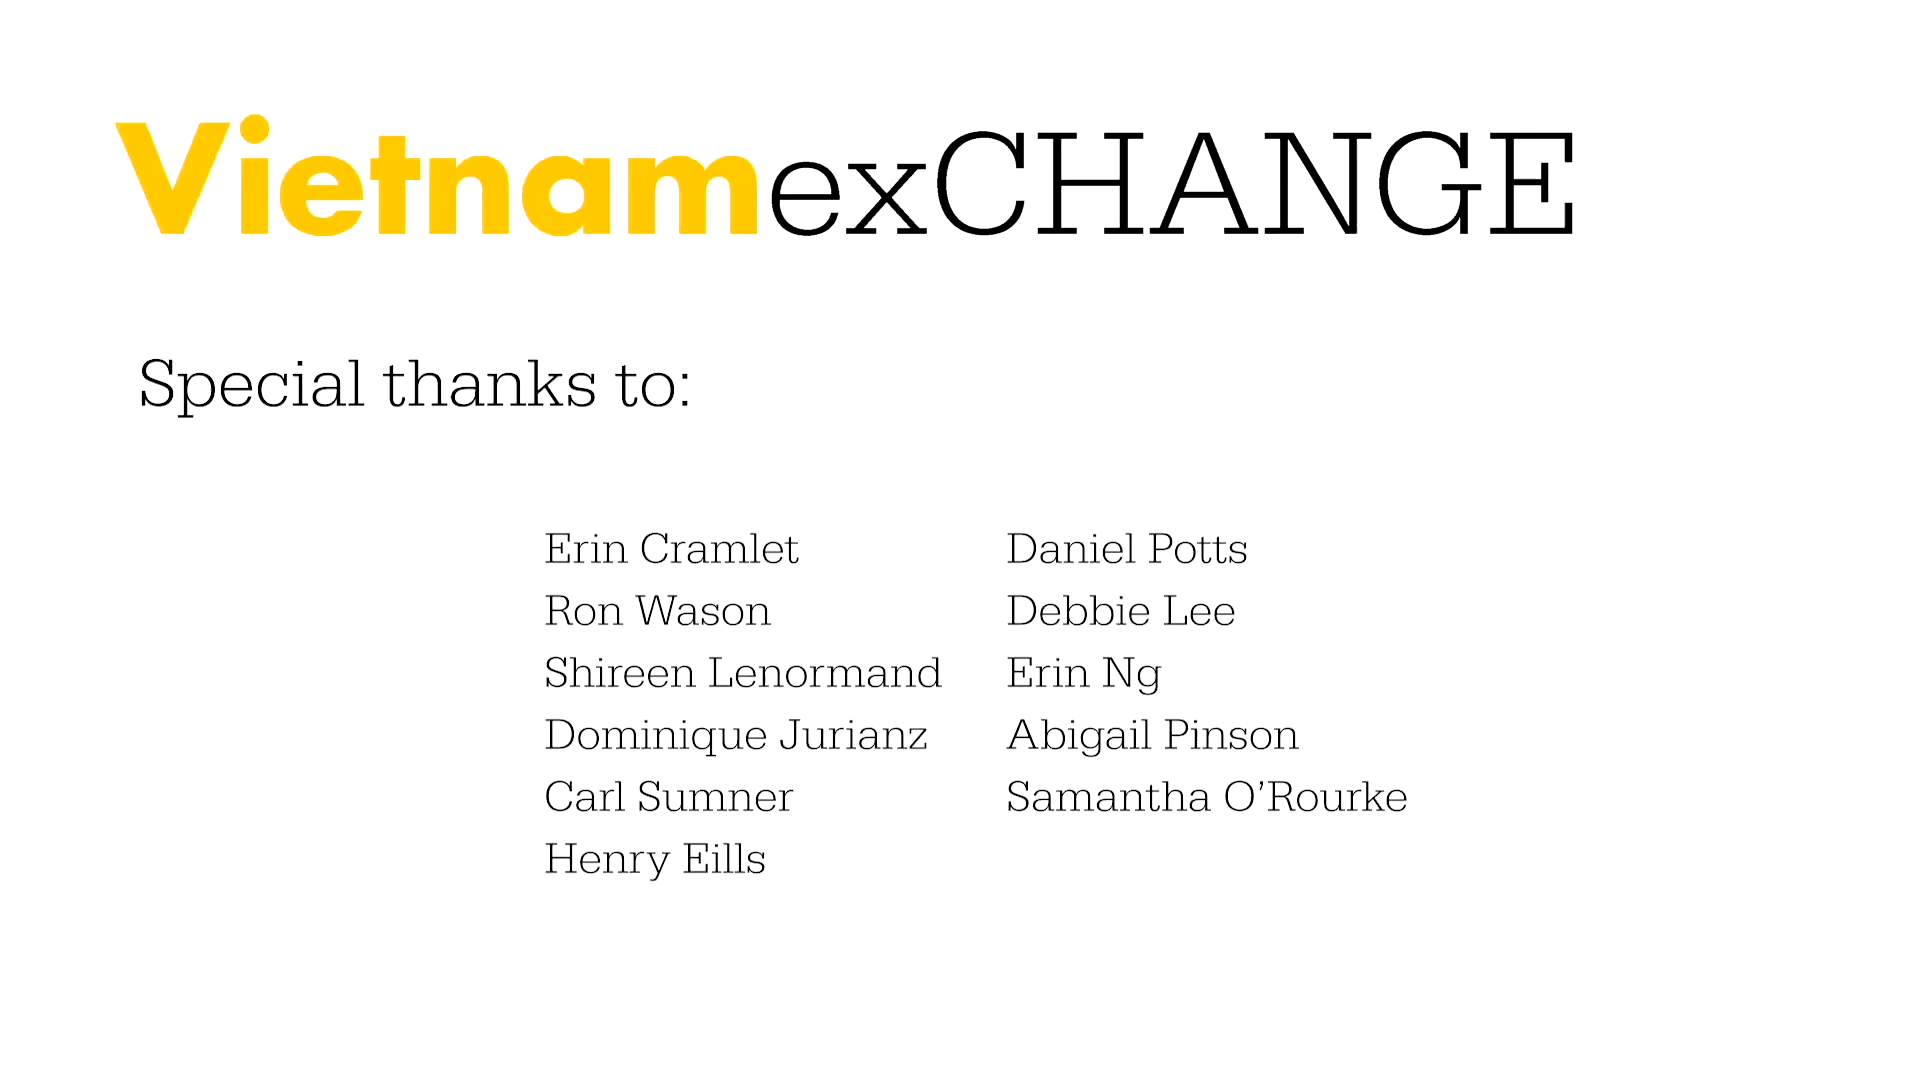 VietnamexCHANGE
Special thanks to:
Erin Cramlet
Ron Wason
Shireen Lenormand
Dominique Jurianz
Carl Sumner
Henry Eills
Daniel Potts
Debbie Lee
Erin Ng
Abigail Pinson
Samantha O’Rourke